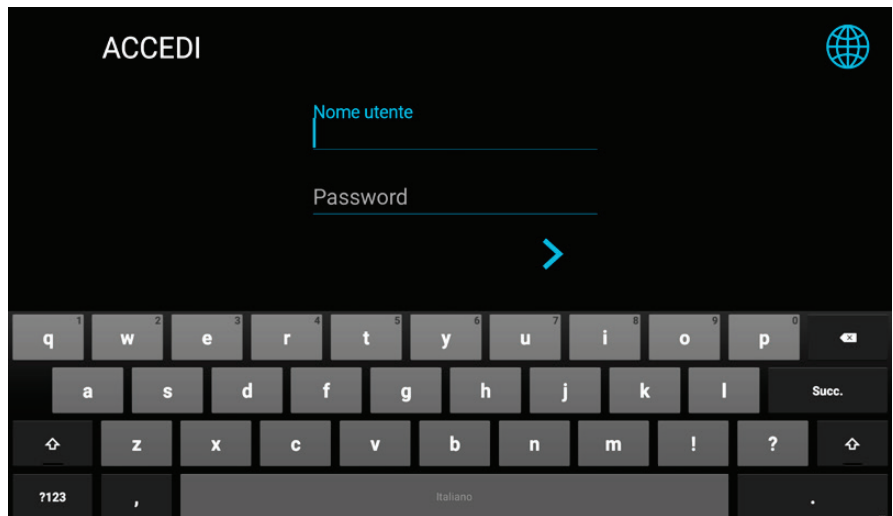 ACCEDI
Nome utente
Password
1 2 3 4 5 6 7 8 9 0
q w e r t y u i o p
a s d f g h j k l Succ.
z x c v b n m ! ?
?123 , Italiano .